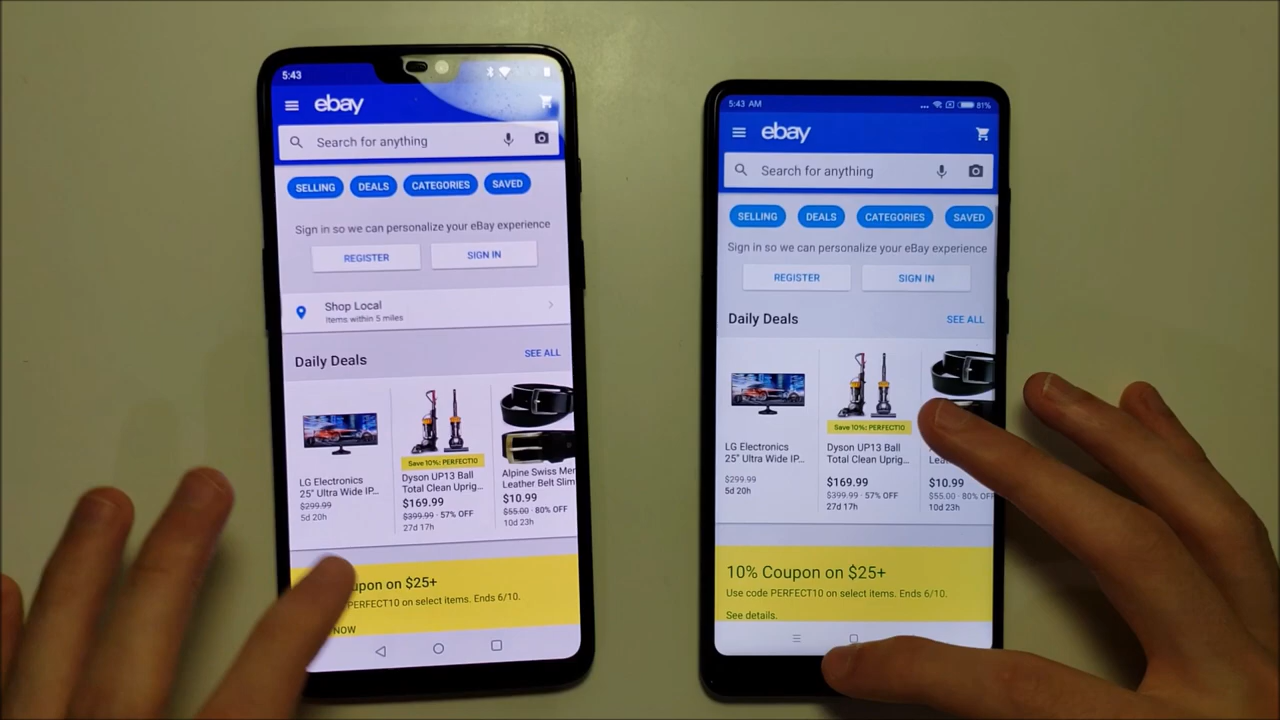 5:43
ebay
Search for anything
SELLING
DEALS
CATEGORIES
SAVED
Sign in so we can personalize your eBay experience
REGISTER
SIGN IN
Shop Local
Items within 5 miles
Daily Deals
SEE ALL
LG Electronics
25" Ultra Wide IP...
$299.99
5d 20h
Save 10%: PERFECT10
Dyson UP13 Ball
Total Clean Uprig...
$169.99
$399.99 · 57% OFF
27d 17h
Alpine Swiss Mer
Leather Belt Slim
$10.99
$55.00 · 80% OFF
10d 23h
upon on $25+
PERFECT10 on select items. Ends 6/10.
NOW
5:43 AM
81%
ebay
Search for anything
SELLING
DEALS
CATEGORIES
SAVED
Sign in so we can personalize your eBay experience
REGISTER
SIGN IN
Daily Deals
SEE ALL
LG Electronics
25" Ultra Wide IP...
$299.99
5d 20h
Save 10%: PERFECT10
Dyson UP13 Ball
Total Clean Uprig...
$169.99
$399.99 · 57% OFF
27d 17h
$10.99
$55.00 · 80% OFF
10d 23h
10% Coupon on $25+
Use code PERFECT10 on select items. Ends 6/10.
See details.